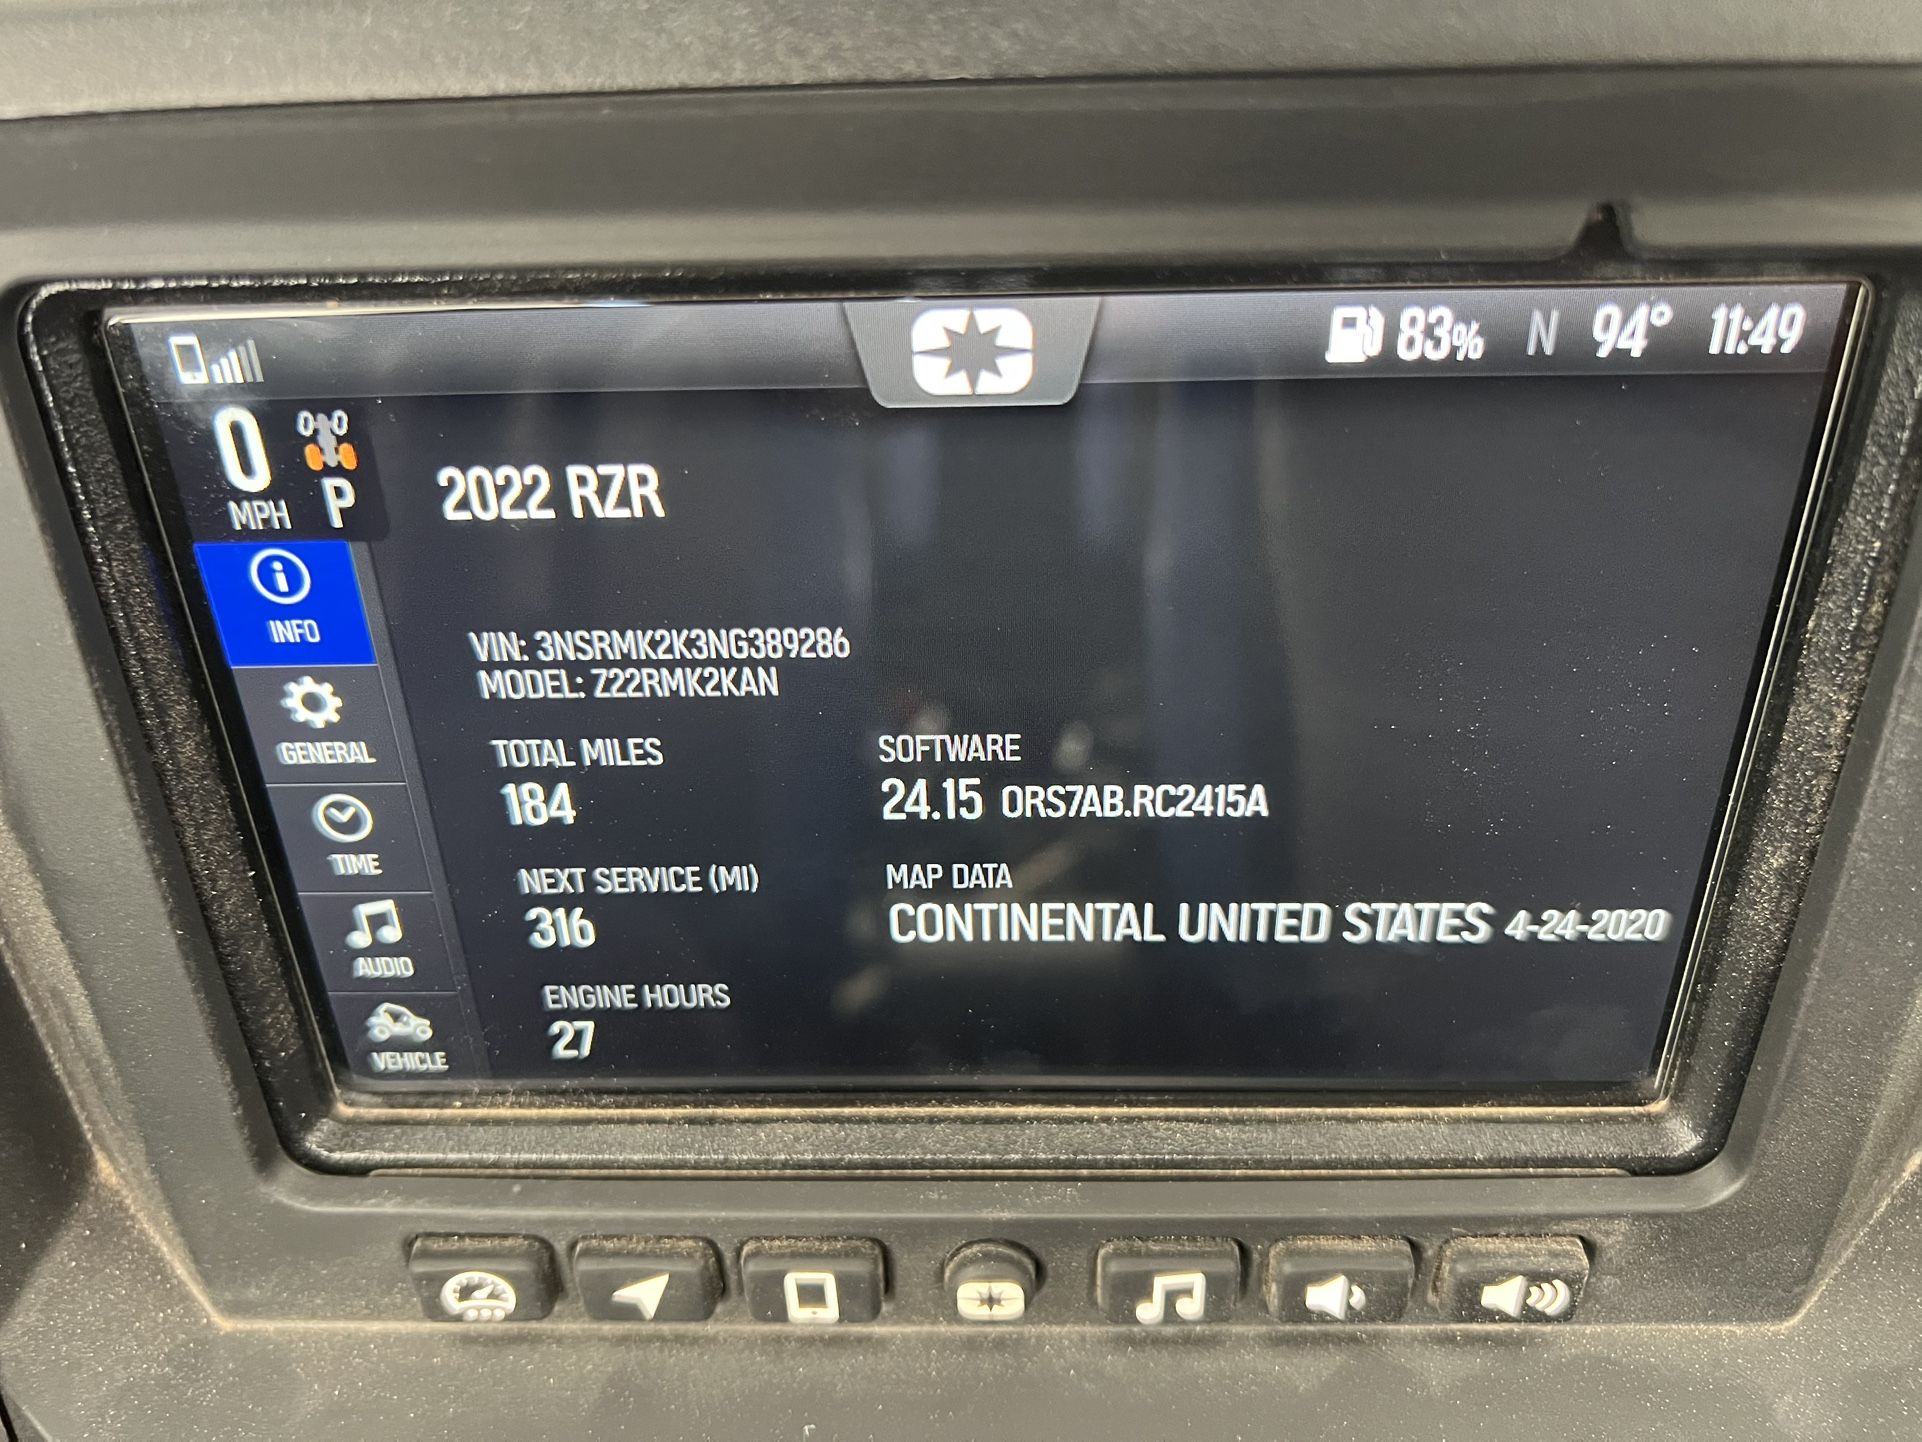 83% N 94° 11:49
0
MPH P
2022 RZR
INFO
VIN: 3NSRMK2K3NG389286
MODEL: Z22RMK2KAN
GENERAL
TOTAL MILES
184
SOFTWARE
24.15 ORS7AB.RC2415A
TIME
NEXT SERVICE (MI)
316
MAP DATA
CONTINENTAL UNITED STATES 4-24-2020
AUDIO
ENGINE HOURS
27
VEHICLE